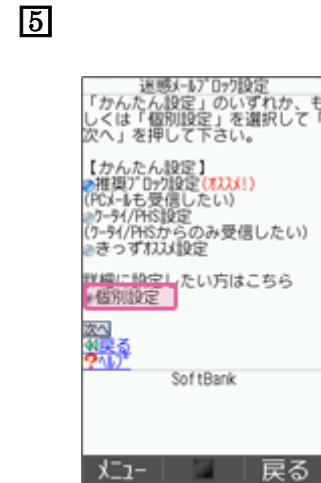 5
迷惑ﾒｰﾙﾌﾞﾛｯｸ設定
「かんたん設定」のいずれか、も
しくは「個別設定」を選択して「
次へ」を押して下さい。
【かんたん設定】
推奨ﾌﾞﾛｯｸ設定(ｵｽｽﾒ!)
(PCﾒｰﾙも受信したい)
ｹｰﾀｲ/PHS設定
(ｹｰﾀｲ/PHSからのみ受信したい)
きっずｵｽｽﾒ設定
詳細に設定したい方はこちら
個別設定
次へ
戻る
ﾍﾙﾌﾟ
SoftBank
ﾒﾆｭｰ 戻る